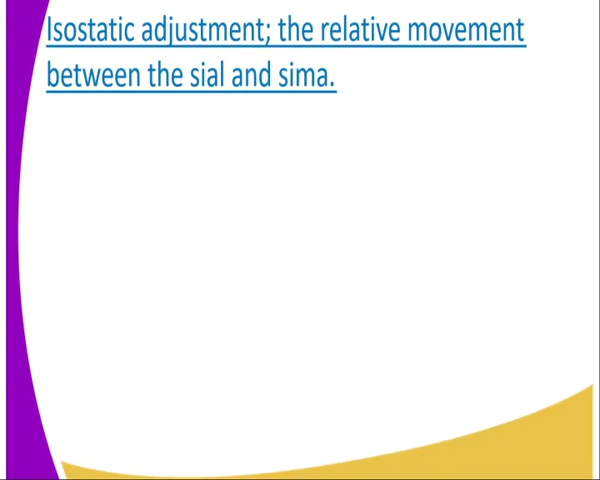 Isostatic adjustment; the relative movement
between the sial and sima.